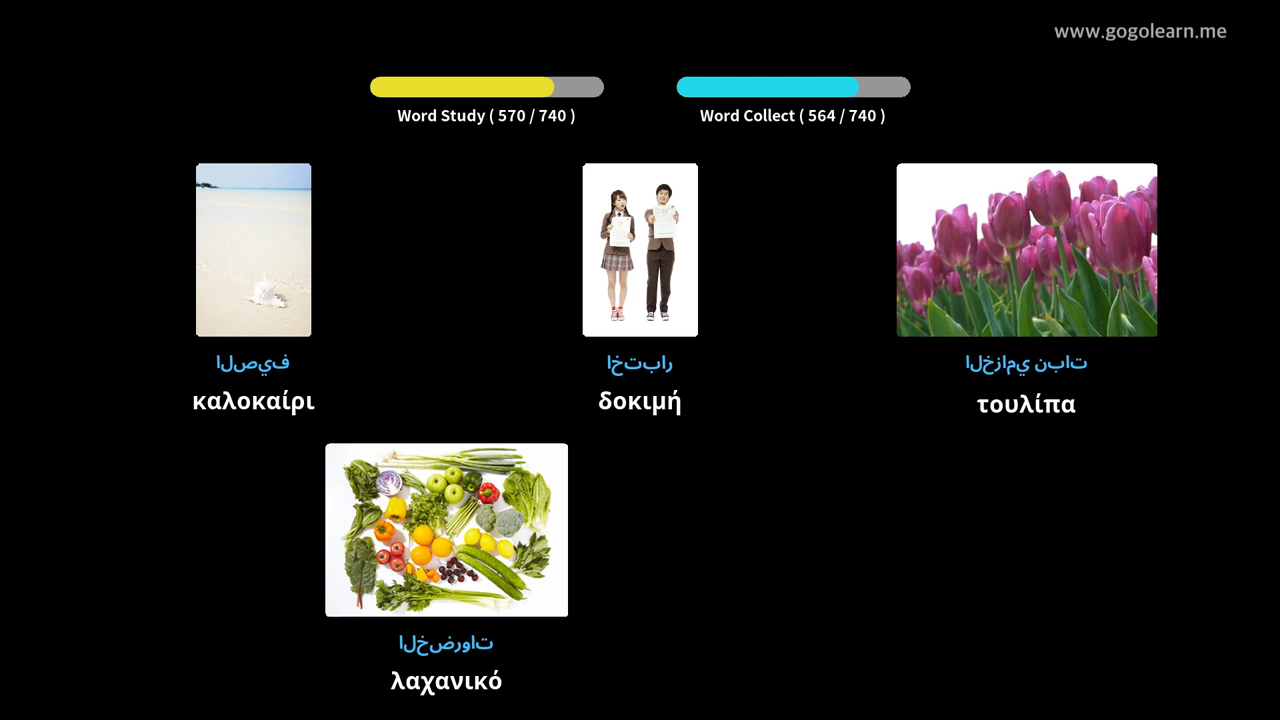 www.gogolearn.me
Word Study ( 570 / 740 )
Word Collect ( 564 / 740 )
الصيف
καλοκαίρι
اختبار
δοκιμή
الخزامي نبات
τουλίπα
الخضروات
λαχανικό